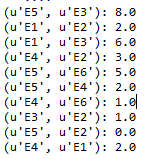 (u'E5', u'E3'): 8.0
(u'E1', u'E2'): 2.0
(u'E1', u'E3'): 6.0
(u'E4', u'E2'): 3.0
(u'E6', u'E5'): 5.0
(u'E5', u'E4'): 2.0
(u'E4', u'E6'): 1.0
(u'E3', u'E2'): 1.0
(u'E5', u'E2'): 0.0
(u'E4', u'E1'): 2.0